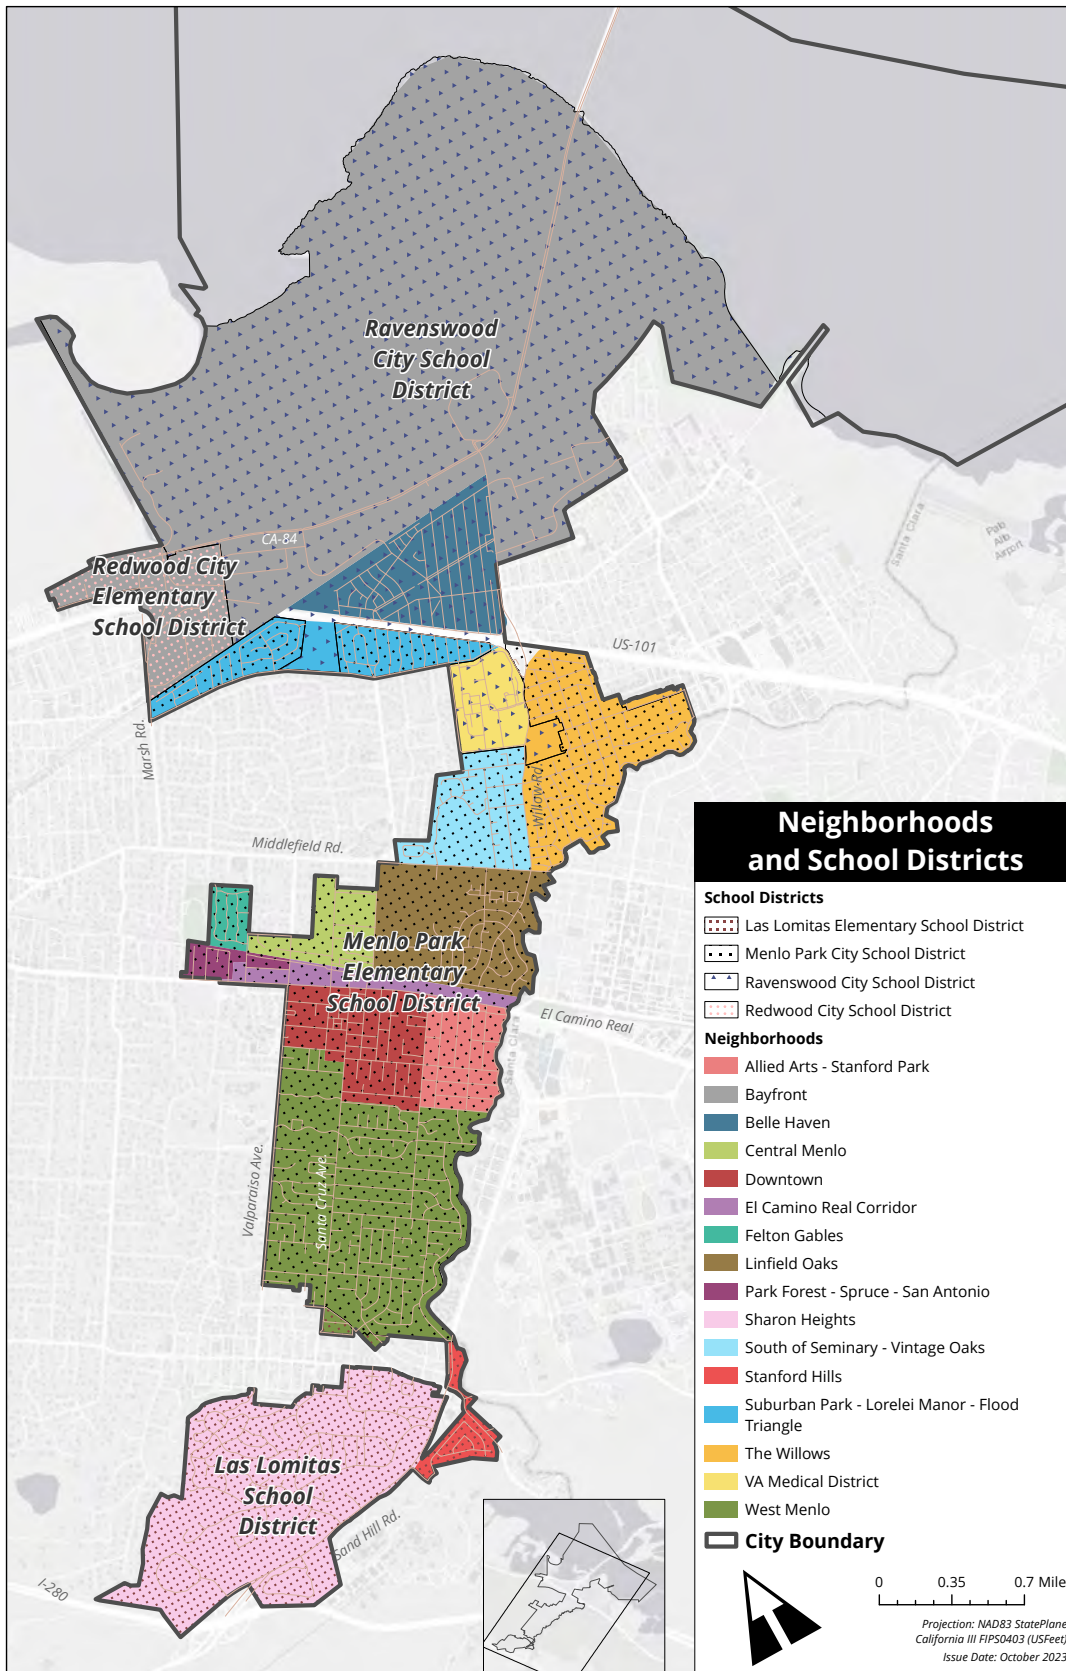 Ravenswood
City School
District
CA-84
Redwood City
Elementary
School District
US-101
Santa Clara
Palo
Alto
Airport
Marsh Rd.
Willow Rd.
Middlefield Rd.
Menlo Park
Elementary
School District
El Camino Real
Santa Clara
Valparaiso Ave.
Santa Cruz Ave.
Las Lomitas
School
District
Sand Hill Rd.
I-280
Neighborhoods
and School Districts
School Districts
Las Lomitas Elementary School District
Menlo Park City School District
Ravenswood City School District
Redwood City School District
Neighborhoods
Allied Arts - Stanford Park
Bayfront
Belle Haven
Central Menlo
Downtown
El Camino Real Corridor
Felton Gables
Linfield Oaks
Park Forest - Spruce - San Antonio
Sharon Heights
South of Seminary - Vintage Oaks
Stanford Hills
Suburban Park - Lorelei Manor - Flood
Triangle
The Willows
VA Medical District
West Menlo
City Boundary
0 0.35 0.7 Mile
Projection: NAD83 StatePlane
California III FIPS0403 (USFeet)
Issue Date: October 2023